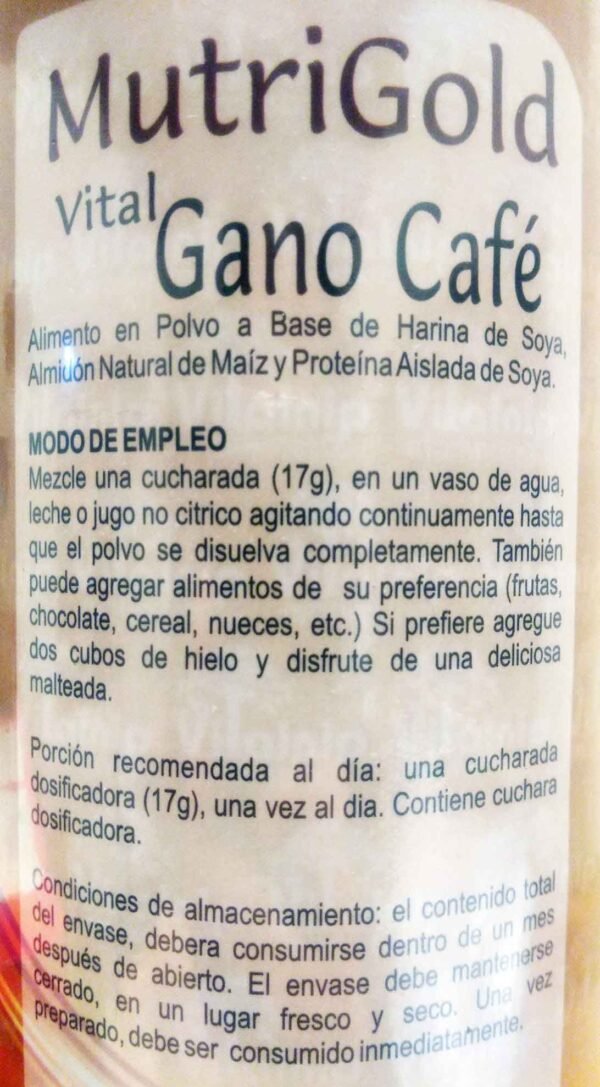 MutriGold
Vital Gano Café
Alimento en Polvo a Base de Harina de Soya,
Almidón Natural de Maíz y Proteína Aislada de Soya.
MODO DE EMPLEO
Mezcle una cucharada (17g), en un vaso de agua,
leche o jugo no citrico agitando continuamente hasta
que el polvo se disuelva completamente. También
puede agregar alimentos de su preferencia (frutas,
chocolate, cereal, nueces, etc.) Si prefiere agregue
dos cubos de hielo y disfrute de una deliciosa
malteada.
Porción recomendada al día: una cucharada
dosificadora (17g), una vez al dia. Contiene cuchara
dosificadora.
Condiciones de almacenamiento: el contenido total
del envase, debera consumirse dentro de un mes
después de abierto. El envase debe mantenerse
cerrado, en un lugar fresco y seco. Una vez
preparado, debe ser consumido inmediatamente.